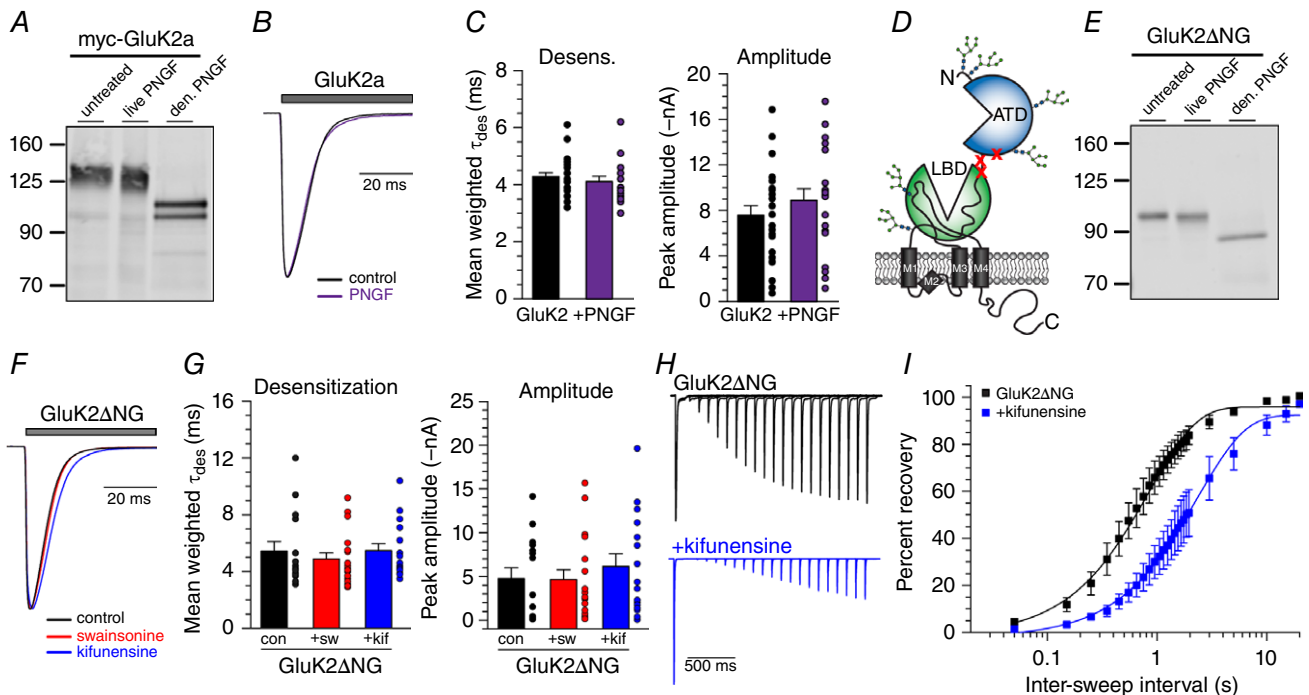 A
myc-GluK2a
untreated
live PNGF
den. PNGF
160
125
90
70
B
GluK2a
20 ms
control
PNGF
C
Desens.
Mean weighted τdes (ms)
8
6
4
2
0
GluK2 +PNGF
Amplitude
Peak amplitude (–nA)
20
16
12
8
4
0
GluK2 +PNGF
D
N
ATD
X
X
X
LBD
M1
M2
M3
M4
C
E
GluK2ΔNG
untreated
live PNGF
den. PNGF
160
125
90
70
F
GluK2ΔNG
20 ms
control
swainsonine
kifunensine
G
Desensitization
Mean weighted τdes (ms)
16
12
8
4
0
con +sw +kif
GluK2ΔNG
Amplitude
Peak amplitude (–nA)
25
20
15
10
5
0
con +sw +kif
GluK2ΔNG
H
GluK2ΔNG
+kifunensine
500 ms
I
GluK2ΔNG
+kifunensine
Percent recovery
100
80
60
40
20
0
0.1 1 10
Inter-sweep interval (s)